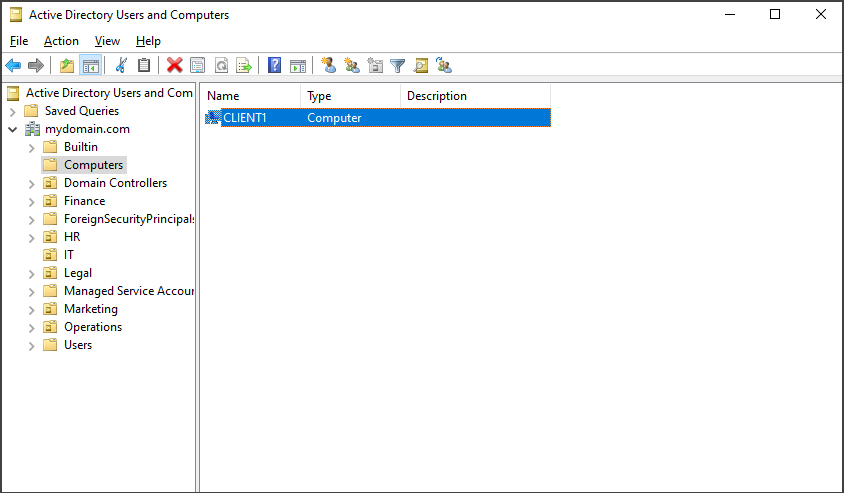 Active Directory Users and Computers
File Action View Help
Active Directory Users and Com
Saved Queries
mydomain.com
Builtin
Computers
Domain Controllers
Finance
ForeignSecurityPrincipals
HR
IT
Legal
Managed Service Accour
Marketing
Operations
Users
Name Type Description
CLIENT1 Computer